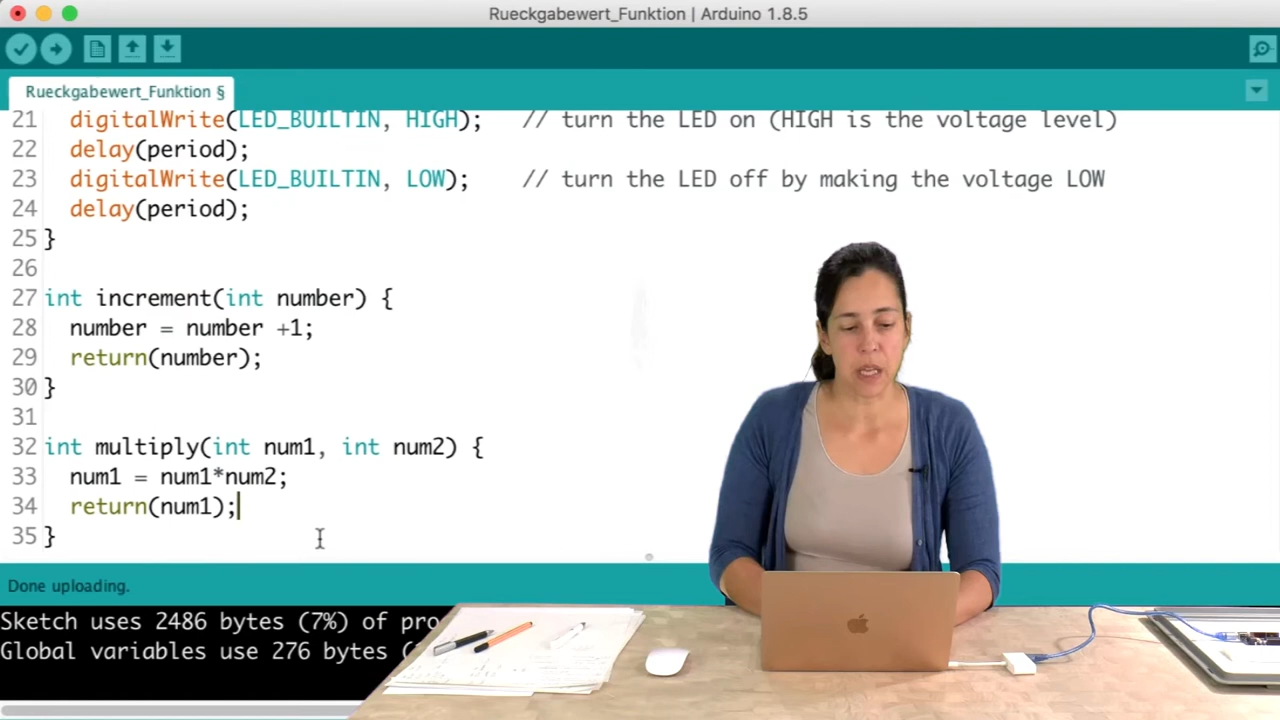 Rueckgabewert_Funktion | Arduino 1.8.5
Rueckgabewert_Funktion §
21 digitalWrite(LED_BUILTIN, HIGH); // turn the LED on (HIGH is the voltage level)
22 delay(period);
23 digitalWrite(LED_BUILTIN, LOW); // turn the LED off by making the voltage LOW
24 delay(period);
25 }
26
27 int increment(int number) {
28 number = number +1;
29 return(number);
30 }
31
32 int multiply(int num1, int num2) {
33 num1 = num1*num2;
34 return(num1);
35 }
Done uploading.
Sketch uses 2486 bytes (7%) of pro
Global variables use 276 bytes (